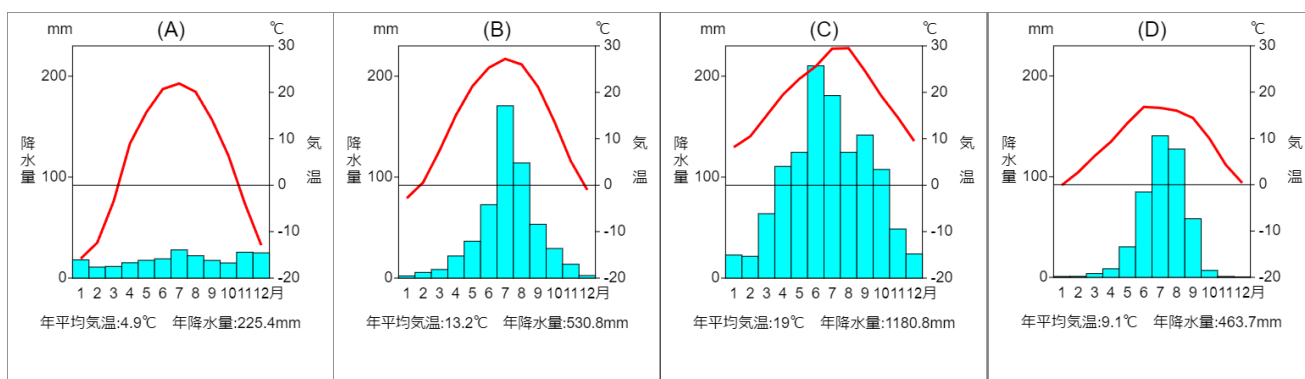 mm (A) ℃
200
100
0
30
20
10
0
-10
-20
降水量
気温
1 2 3 4 5 6 7 8 9 10 11 12月
年平均気温:4.9℃ 年降水量:225.4mm
mm (B) ℃
200
100
0
30
20
10
0
-10
-20
降水量
気温
1 2 3 4 5 6 7 8 9 10 11 12月
年平均気温:13.2℃ 年降水量:530.8mm
mm (C) ℃
200
100
0
30
20
10
0
-10
-20
降水量
気温
1 2 3 4 5 6 7 8 9 10 11 12月
年平均気温:19℃ 年降水量:1180.8mm
mm (D) ℃
200
100
0
30
20
10
0
-10
-20
降水量
気温
1 2 3 4 5 6 7 8 9 10 11 12月
年平均気温:9.1℃ 年降水量:463.7mm